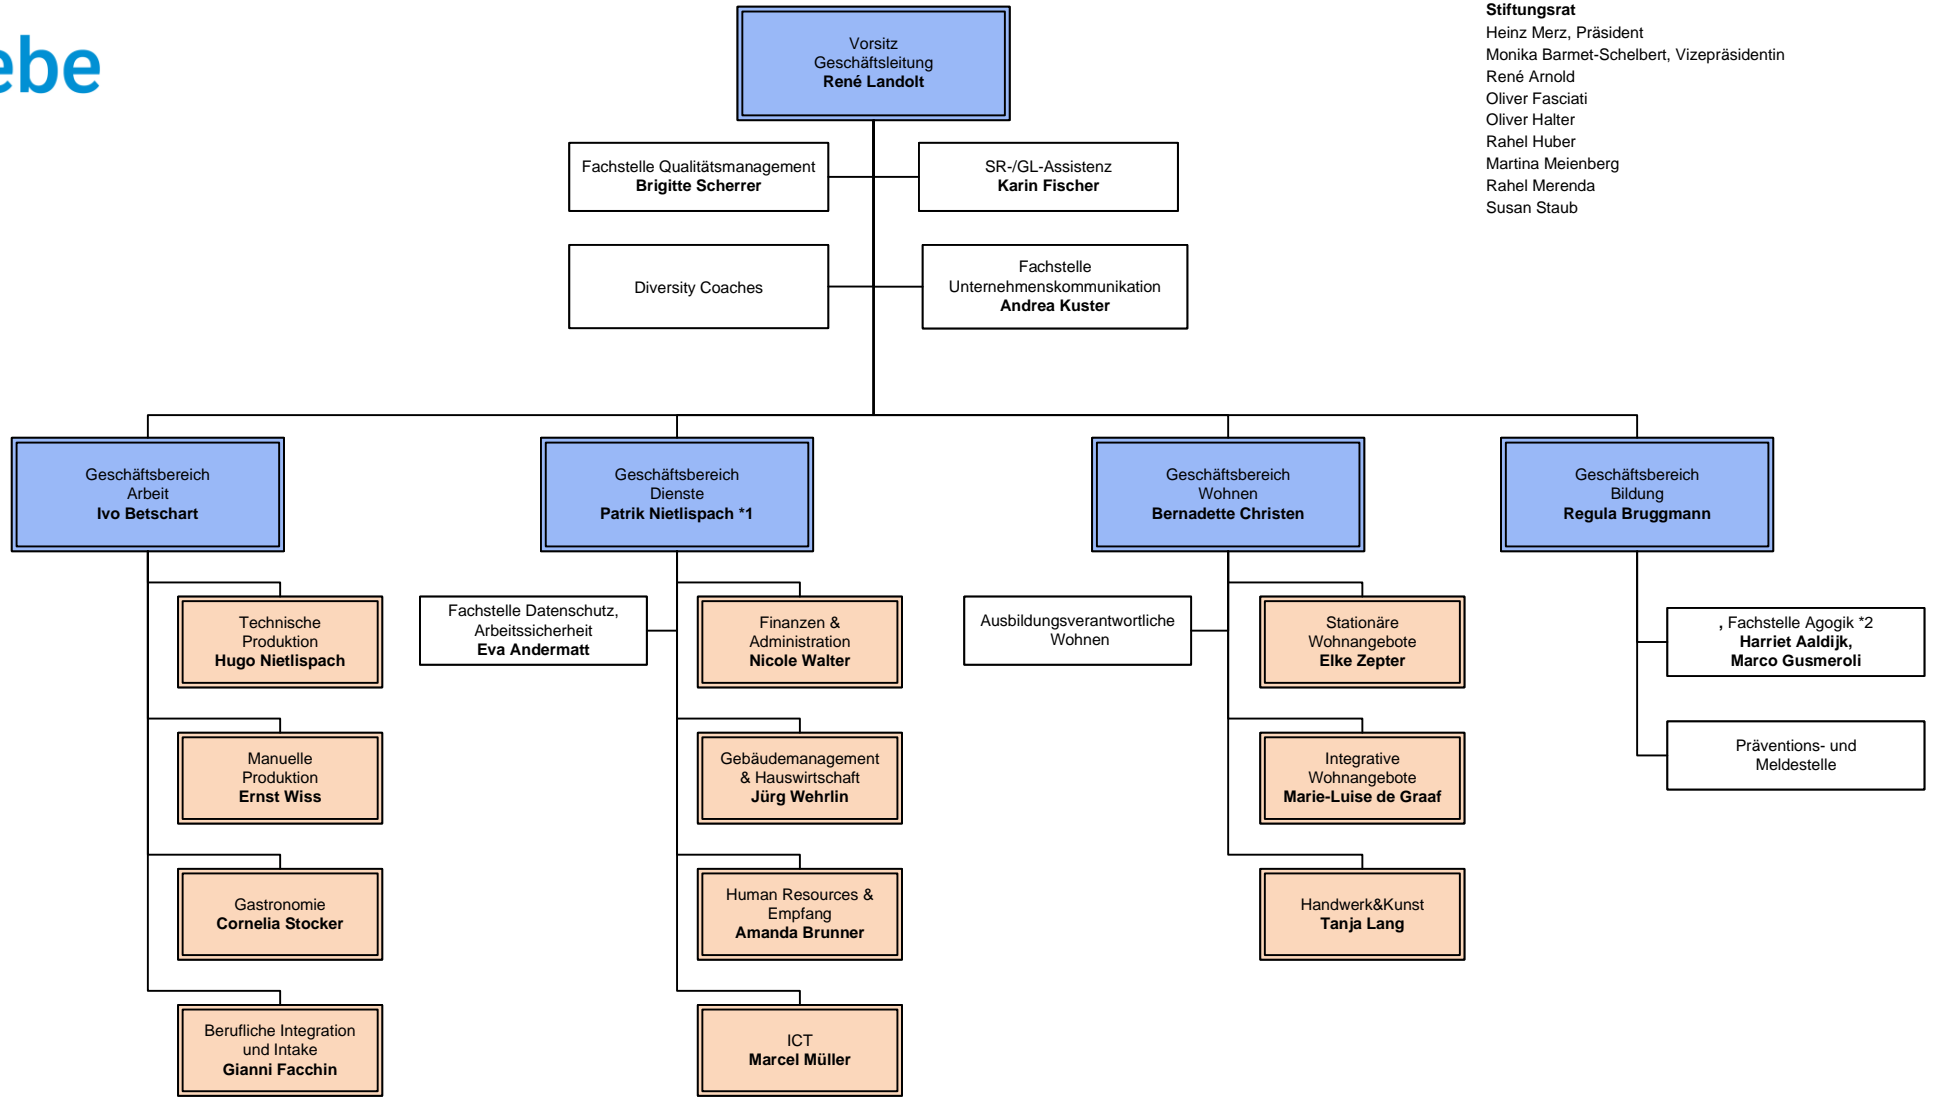 ebe
Vorsitz
Geschäftsleitung
René Landolt
Stiftungsrat
Heinz Merz, Präsident
Monika Barmet-Schelbert, Vizepräsidentin
René Arnold
Oliver Fasciati
Oliver Halter
Rahel Huber
Martina Meienberg
Rahel Merenda
Susan Staub
Fachstelle Qualitätsmanagement
Brigitte Scherrer
SR-/GL-Assistenz
Karin Fischer
Diversity Coaches
Fachstelle
Unternehmenskommunikation
Andrea Kuster
Geschäftsbereich
Arbeit
Ivo Betschart
Geschäftsbereich
Dienste
Patrik Nietlispach *1
Geschäftsbereich
Wohnen
Bernadette Christen
Geschäftsbereich
Bildung
Regula Bruggmann
Technische
Produktion
Hugo Nietlispach
Fachstelle Datenschutz,
Arbeitssicherheit
Eva Andermatt
Finanzen &
Administration
Nicole Walter
Ausbildungsverantwortliche
Wohnen
Stationäre
Wohnangebote
Elke Zepter
, Fachstelle Agogik *2
Harriet Aaldijk,
Marco Gusmeroli
Manuelle
Produktion
Ernst Wiss
Gebäudemanagement
& Hauswirtschaft
Jürg Wehrlin
Integrative
Wohnangebote
Marie-Luise de Graaf
Präventions- und
Meldestelle
Gastronomie
Cornelia Stocker
Human Resources &
Empfang
Amanda Brunner
Handwerk&Kunst
Tanja Lang
Berufliche Integration
und Intake
Gianni Facchin
ICT
Marcel Müller